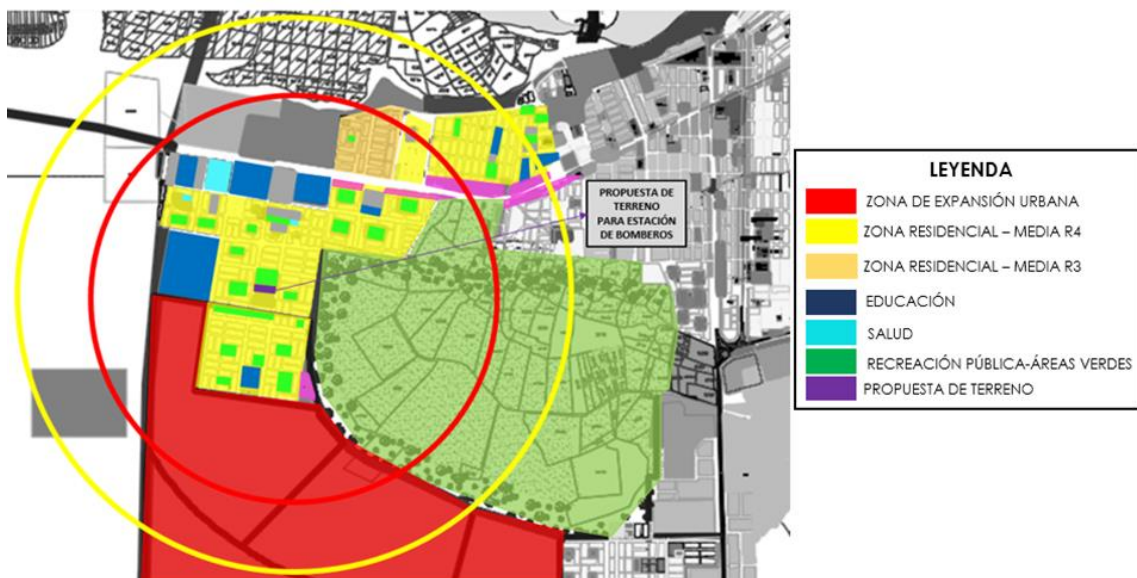 PROPUESTA DE
TERRENO
PARA ESTACIÓN
DE BOMBEROS
LEYENDA
ZONA DE EXPANSIÓN URBANA
ZONA RESIDENCIAL – MEDIA R4
ZONA RESIDENCIAL – MEDIA R3
EDUCACIÓN
SALUD
RECREACIÓN PÚBLICA-ÁREAS VERDES
PROPUESTA DE TERRENO